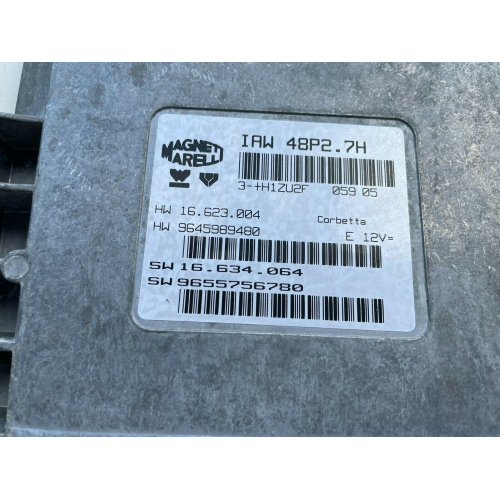 MAGNETI
MARELLI
IAW 48P2.7H
3-+H1ZU2F 059 05
HW 16.623.004 Corbetta
HW 9645989480 E 12V=
SW 16.634.064
SW 9655756780